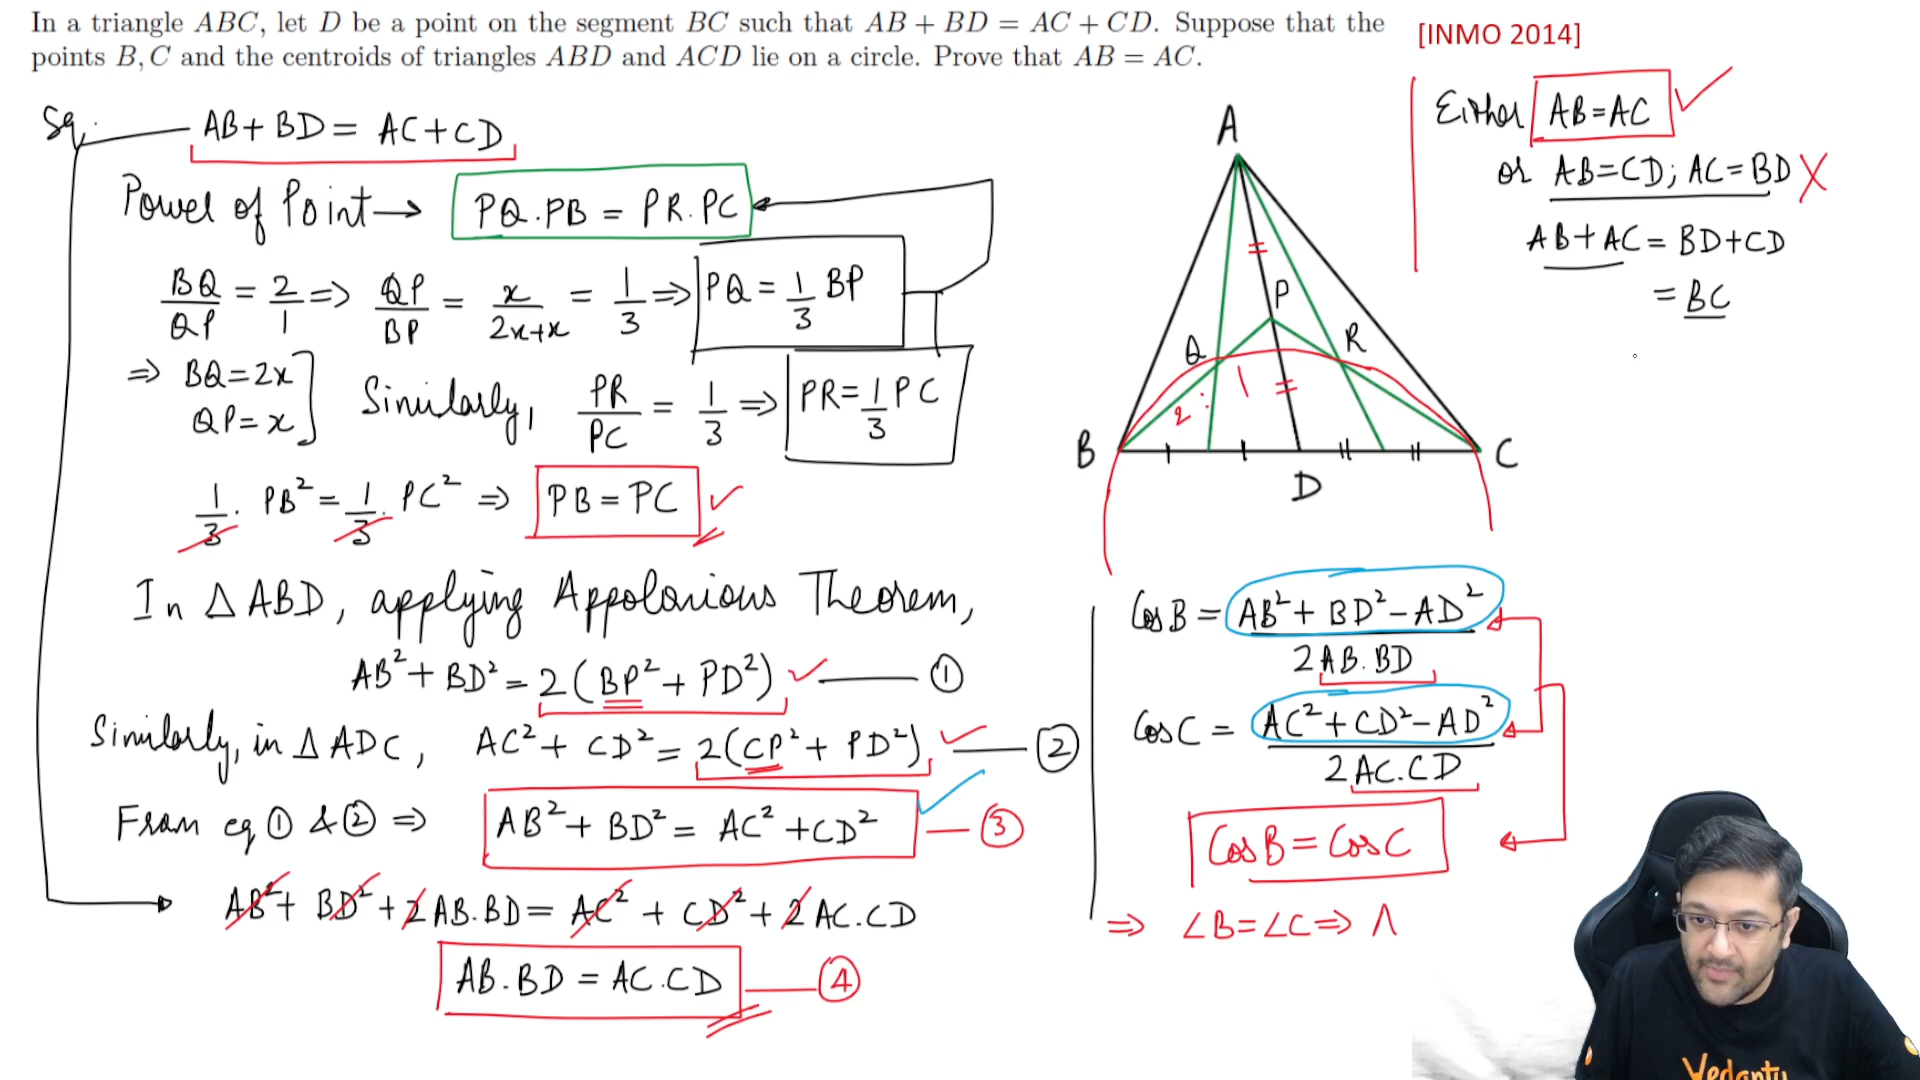 In a triangle ABC, let D be a point on the segment BC such that AB + BD = AC + CD. Suppose that the
points B, C and the centroids of triangles ABD and ACD lie on a circle. Prove that AB = AC.
[INMO 2014]
Sq. AB + BD = AC + CD
Power of Point → PQ.PB = PR.PC
BQ/QP = 2/1 ⇒ QP/BP = x/2x+x = 1/3 ⇒ PQ = 1/3 BP
⇒ BQ = 2x
QP = x
Similarly, PR/PC = 1/3 ⇒ PR = 1/3 PC
1/3 . PB² = 1/3 . PC² ⇒ PB = PC ✓
In Δ ABD, applying Appolonious Theorem,
AB² + BD² = 2(BP² + PD²) ✓ — ①
Similarly, in Δ ADC, AC² + CD² = 2(CP² + PD²) ✓ — ②
From eq ① & ② ⇒ AB² + BD² = AC² + CD² ✓ — ③
AB² + BD² + 2AB.BD = AC² + CD² + 2AC.CD
AB.BD = AC.CD — ④
A
P
Q
R
1
2 :
B
C
D
Either AB = AC ✓
or AB = CD; AC = BD X
AB + AC = BD + CD
= BC
Cos B = AB² + BD² - AD² / 2AB.BD
Cos C = AC² + CD² - AD² / 2AC.CD
Cos B = Cos C
⇒ ∠B = ∠C ⇒ Λ
Vedantu